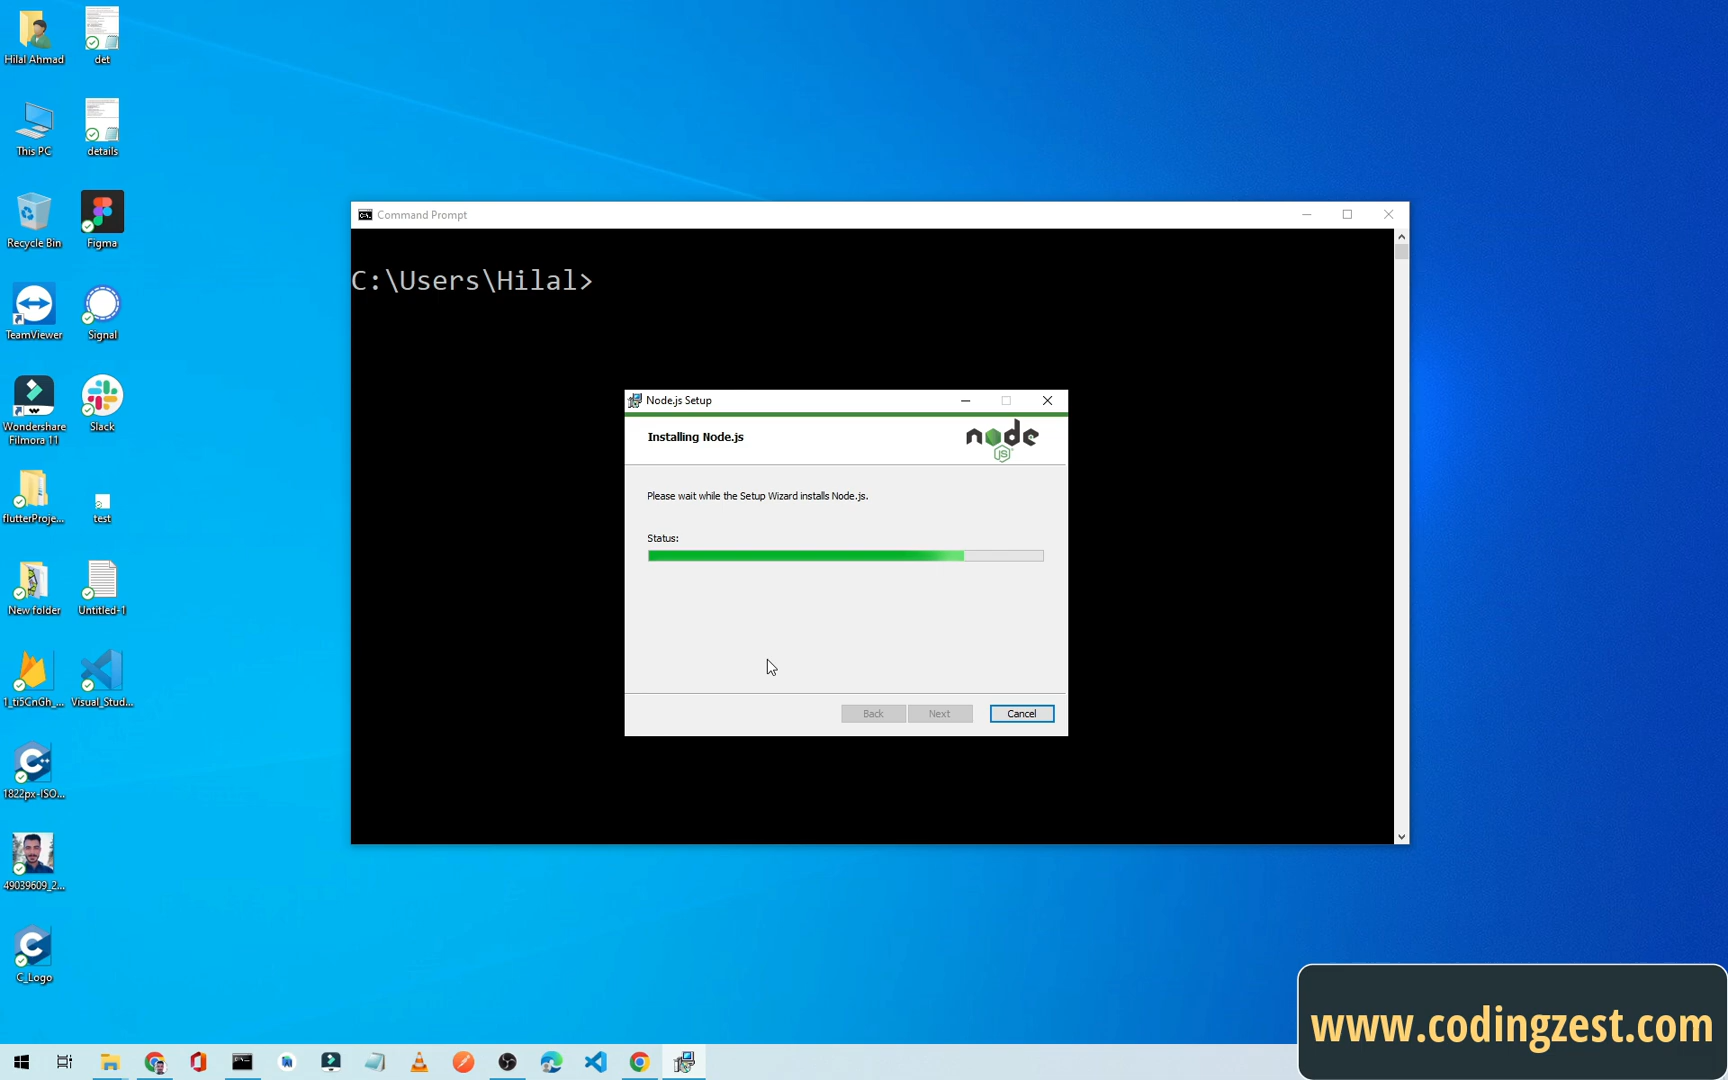 Hilal Ahmad
det
This PC
details
Recycle Bin
Figma
TeamViewer
Signal
Wondershare
Filmora 11
Slack
flutterProje...
test
New folder
Untitled-1
1_ti5CnGh_...
Visual_Stud...
1822px-ISO...
49039609_2...
C_Logo
Command Prompt
C:\Users\Hilal>
Node.js Setup
Installing Node.js
node
JS
Please wait while the Setup Wizard installs Node.js.
Status:
Back
Next
Cancel
www.codingzest.com